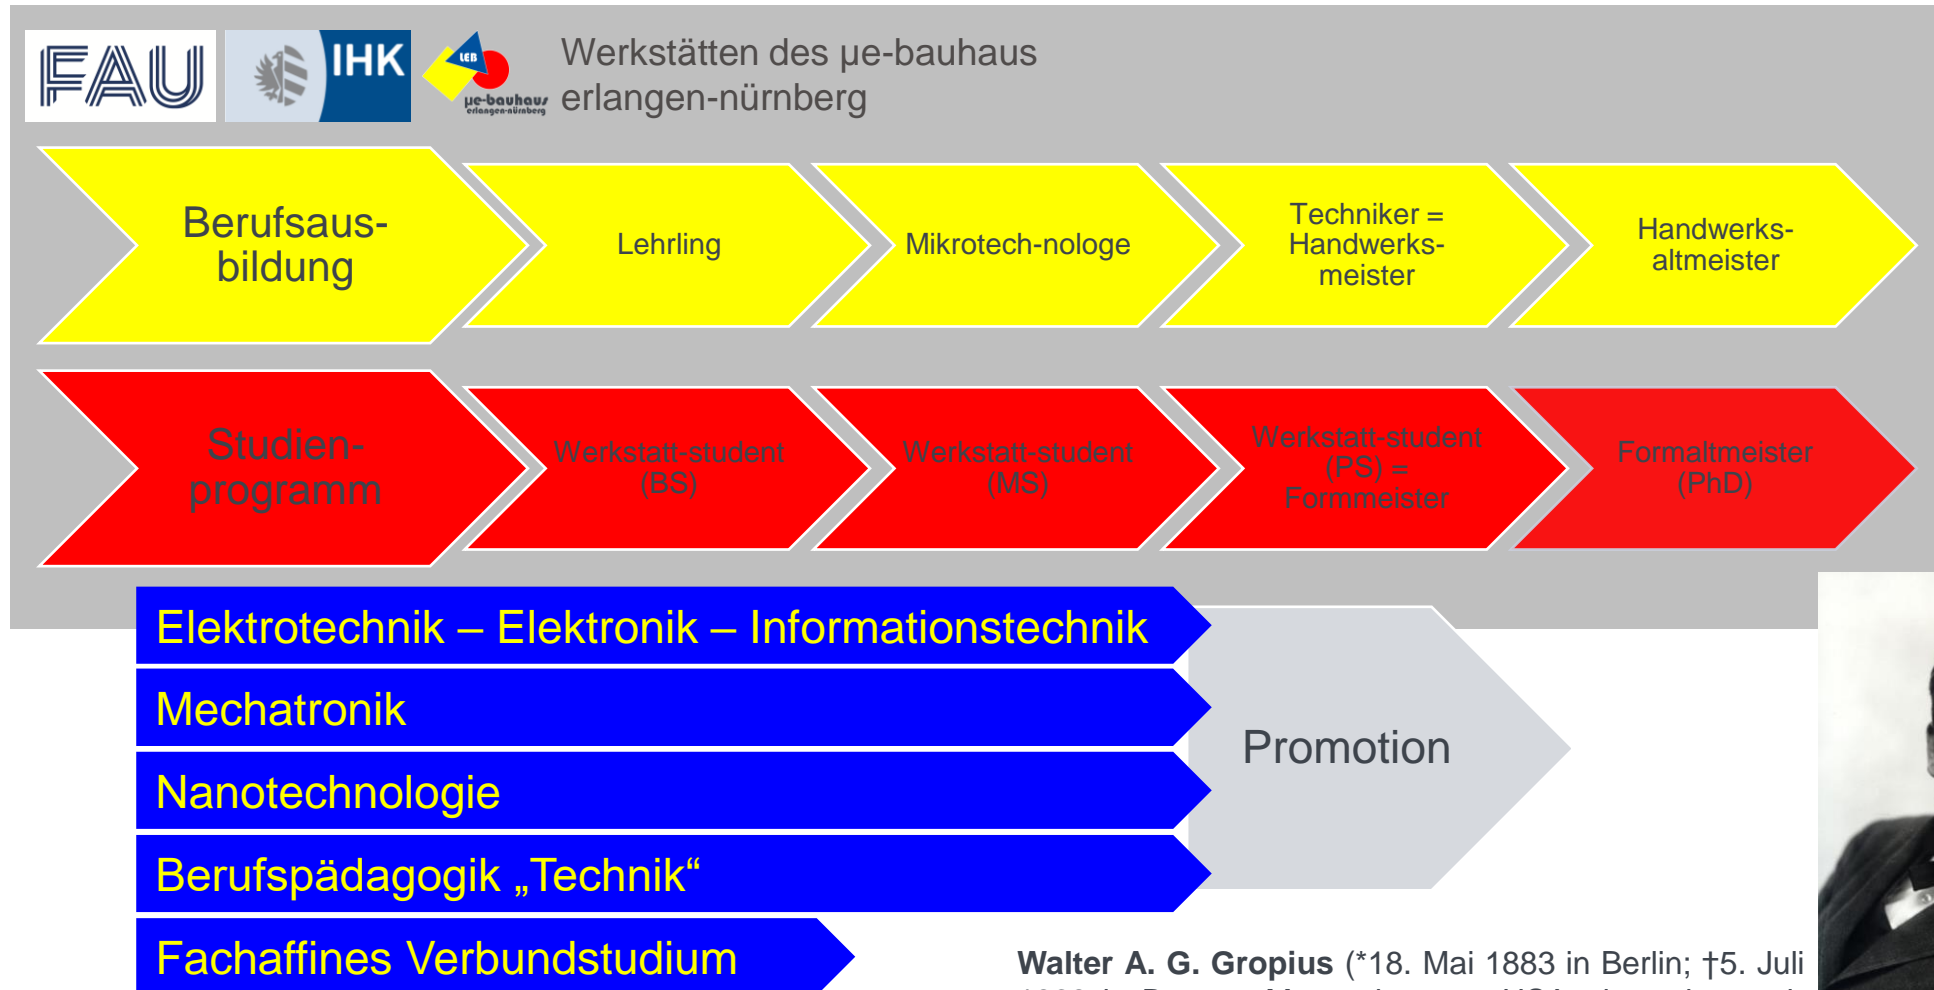 FAU
IHK
LEB
µe-bauhaus
erlangen-nürnberg
Werkstätten des µe-bauhaus
erlangen-nürnberg
Berufsaus-
bildung
Lehrling
Mikrotech-nologe
Techniker =
Handwerks-
meister
Handwerks-
altmeister
Studien-
programm
Werkstatt-student
(BS)
Werkstatt-student
(MS)
Werkstatt-student
(PS) =
Formmeister
Formaltmeister
(PhD)
Elektrotechnik – Elektronik – Informationstechnik
Mechatronik
Nanotechnologie
Berufspädagogik „Technik“
Fachaffines Verbundstudium
Promotion
Walter A. G. Gropius (*18. Mai 1883 in Berlin; †5. Juli